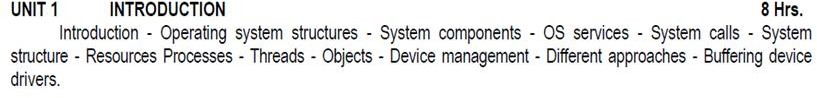 UNIT 1 INTRODUCTION 8 Hrs.
Introduction - Operating system structures - System components - OS services - System calls - System
structure - Resources Processes - Threads - Objects - Device management - Different approaches - Buffering device
drivers.